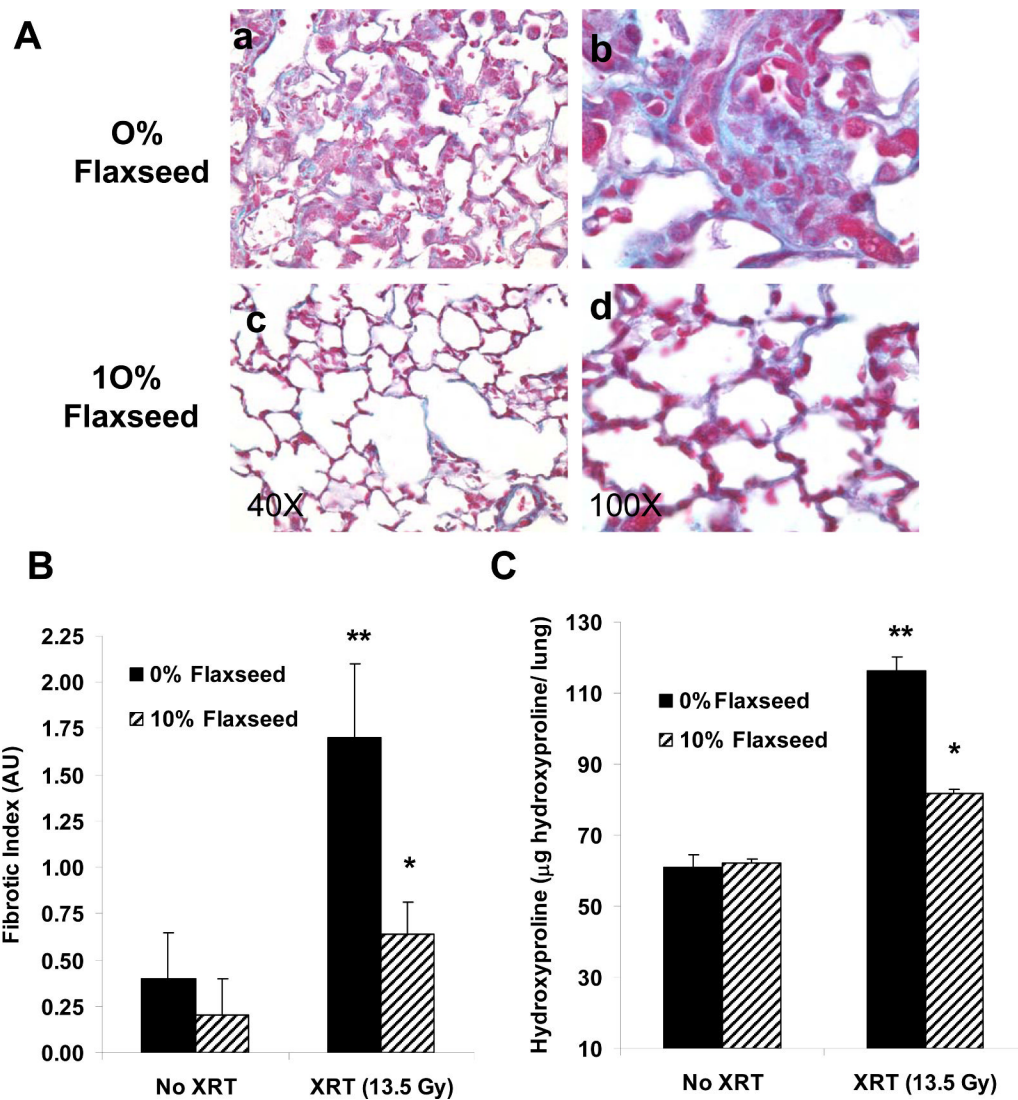 A
a
b
O%
Flaxseed
c
d
1O%
Flaxseed
40X
100X
B
Fibrotic Index (AU)
2.25
2.00
1.75
1.50
1.25
1.00
0.75
0.50
0.25
0.00
0% Flaxseed
10% Flaxseed
**
*
No XRT
XRT (13.5 Gy)
C
Hydroxyproline (µg hydroxyproline/ lung)
130
110
90
70
50
30
10
0%Flaxseed
10% Flaxseed
**
*
No XRT
XRT (13.5 Gy)